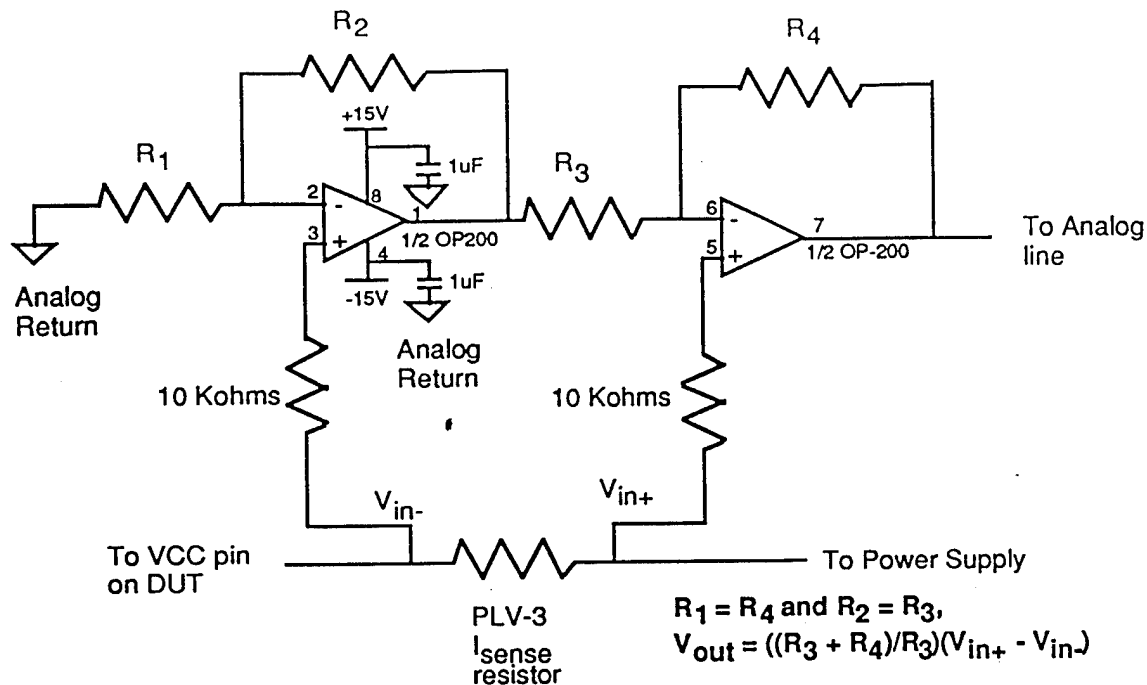 R2
R4
+15V
R1
1uF
R3
2
-
8
3
+
1
1/2 OP200
4
-15V
1uF
6
-
5
+
7
1/2 OP-200
To Analog
line
Analog
Return
Analog
Return
10 Kohms
10 Kohms
Vin-
Vin+
To VCC pin
on DUT
To Power Supply
PLV-3
Isense
resistor
R1 = R4 and R2 = R3,
Vout = ((R3 + R4)/R3)(Vin+ - Vin-)